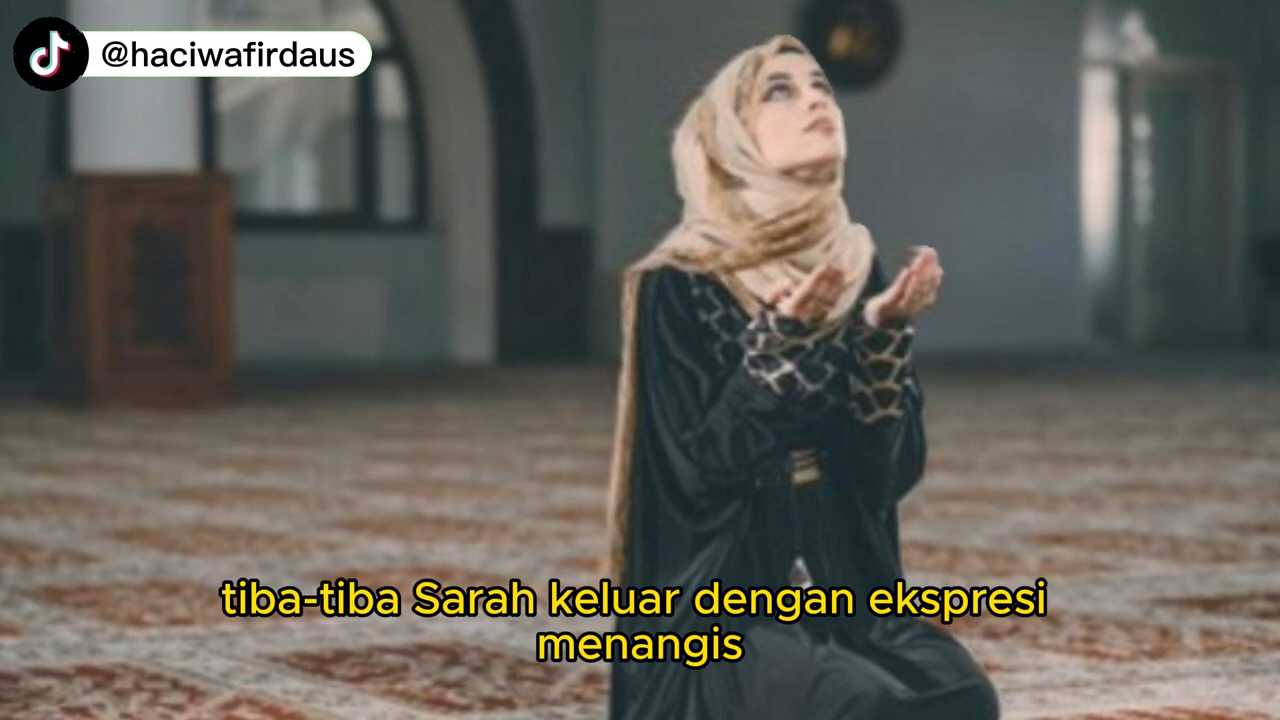 @haciwafirdaus
tiba-tiba Sarah keluar dengan ekspresi
menangis